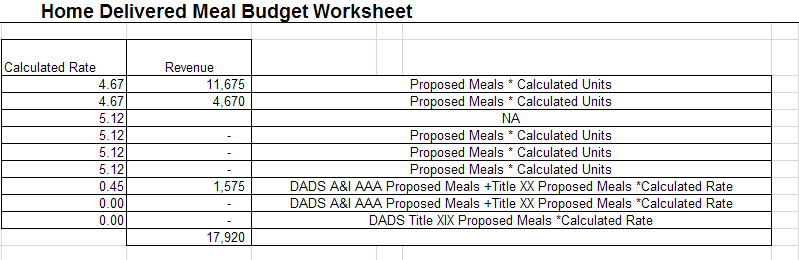 Home Delivered Meal Budget Worksheet
Calculated Rate Revenue
4.67 11,675 Proposed Meals * Calculated Units
4.67 4,670 Proposed Meals * Calculated Units
5.12 NA
5.12 - Proposed Meals * Calculated Units
5.12 - Proposed Meals * Calculated Units
5.12 - Proposed Meals * Calculated Units
0.45 1,575 DADS A&I AAA Proposed Meals +Title XX Proposed Meals *Calculated Rate
0.00 - DADS A&I AAA Proposed Meals +Title XX Proposed Meals *Calculated Rate
0.00 - DADS Title XIX Proposed Meals *Calculated Rate
17,920